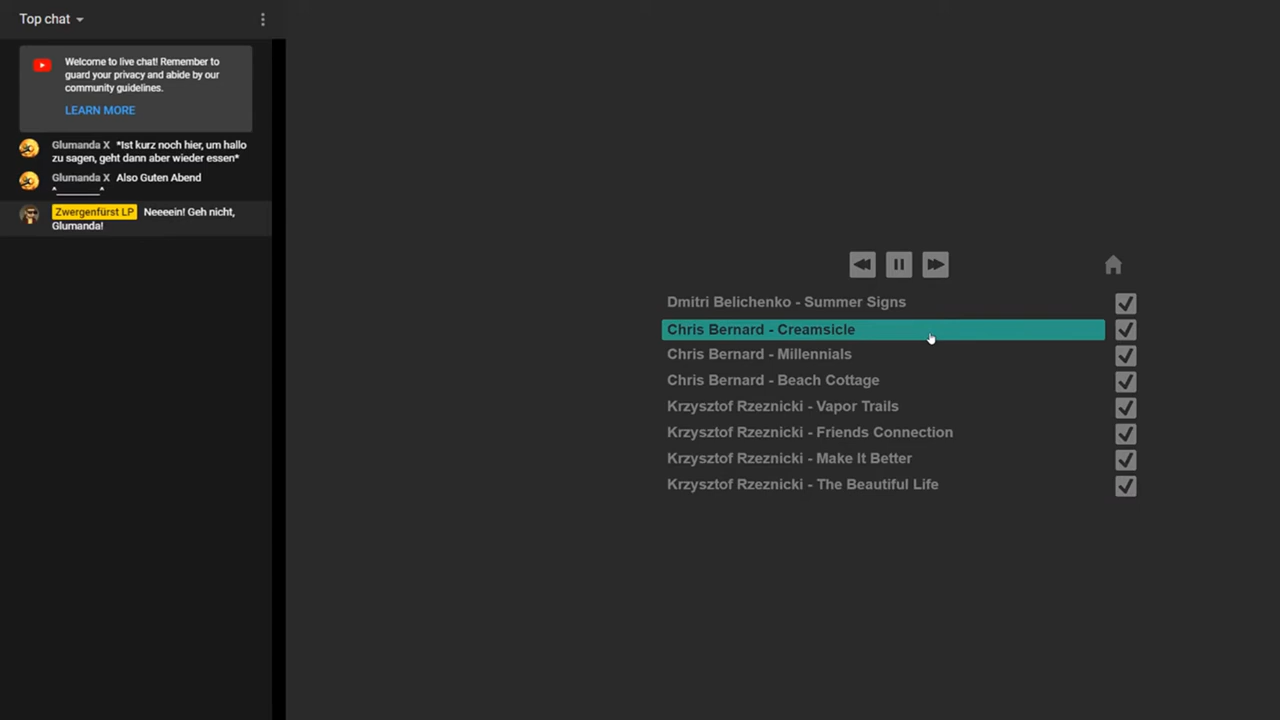 Top chat
Welcome to live chat! Remember to
guard your privacy and abide by our
community guidelines.
LEARN MORE
Glumanda X *Ist kurz noch hier, um hallo
zu sagen, geht dann aber wieder essen*
Glumanda X Also Guten Abend
^________^
Zwergenfürst LP Neeeein! Geh nicht,
Glumanda!
Dmitri Belichenko - Summer Signs
Chris Bernard - Creamsicle
Chris Bernard - Millennials
Chris Bernard - Beach Cottage
Krzysztof Rzeznicki - Vapor Trails
Krzysztof Rzeznicki - Friends Connection
Krzysztof Rzeznicki - Make It Better
Krzysztof Rzeznicki - The Beautiful Life